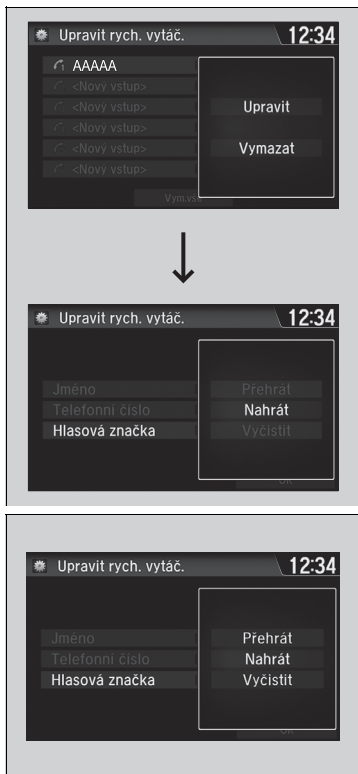 Upravit rych. vytáč. 12:34
AAAAA
<Nový vstup>
<Nový vstup>
<Nový vstup>
<Nový vstup>
<Nový vstup>
Upravit
Vymazat
Vym.vše
Upravit rych. vytáč. 12:34
Jméno Přehrát
Telefonní číslo Nahrát
Hlasová značka Vyčistit
OK
Upravit rych. vytáč. 12:34
Jméno Přehrát
Telefonní číslo Nahrát
Hlasová značka Vyčistit
OK